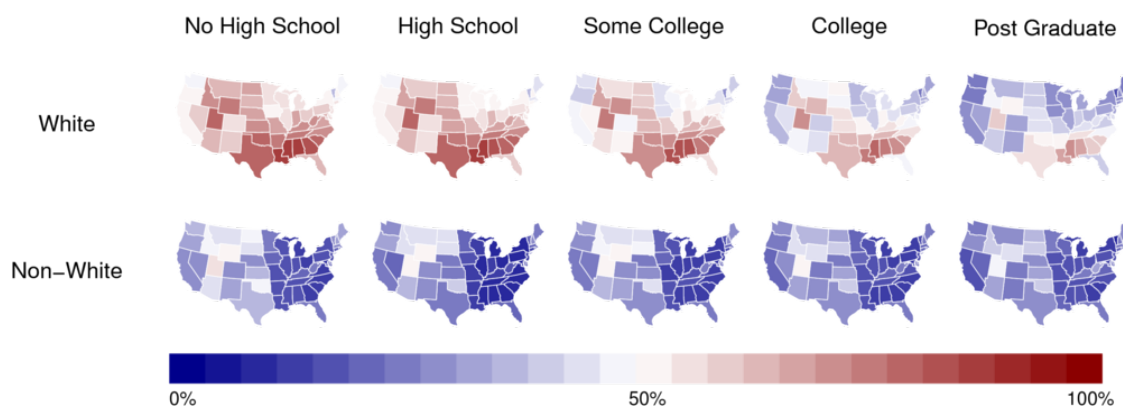 No High School High School Some College College Post Graduate
White
Non−White
0% 50% 100%